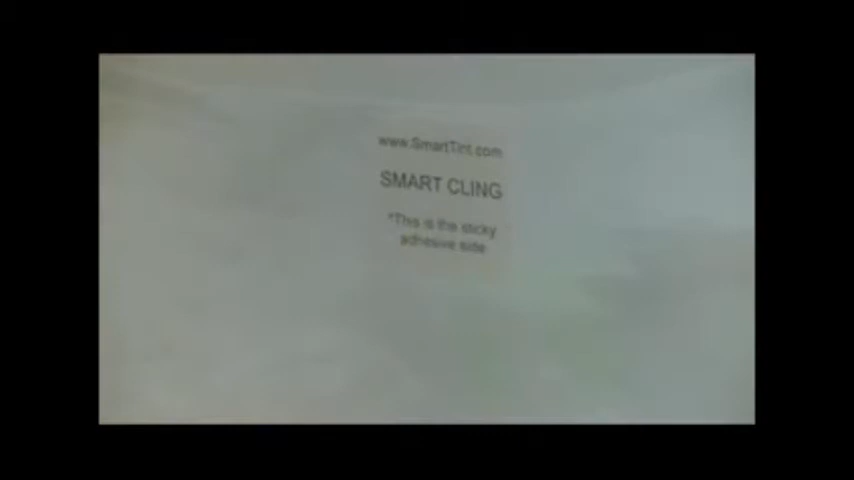 www.SmartTint.com
SMART CLING
*This is the sticky
adhesive side